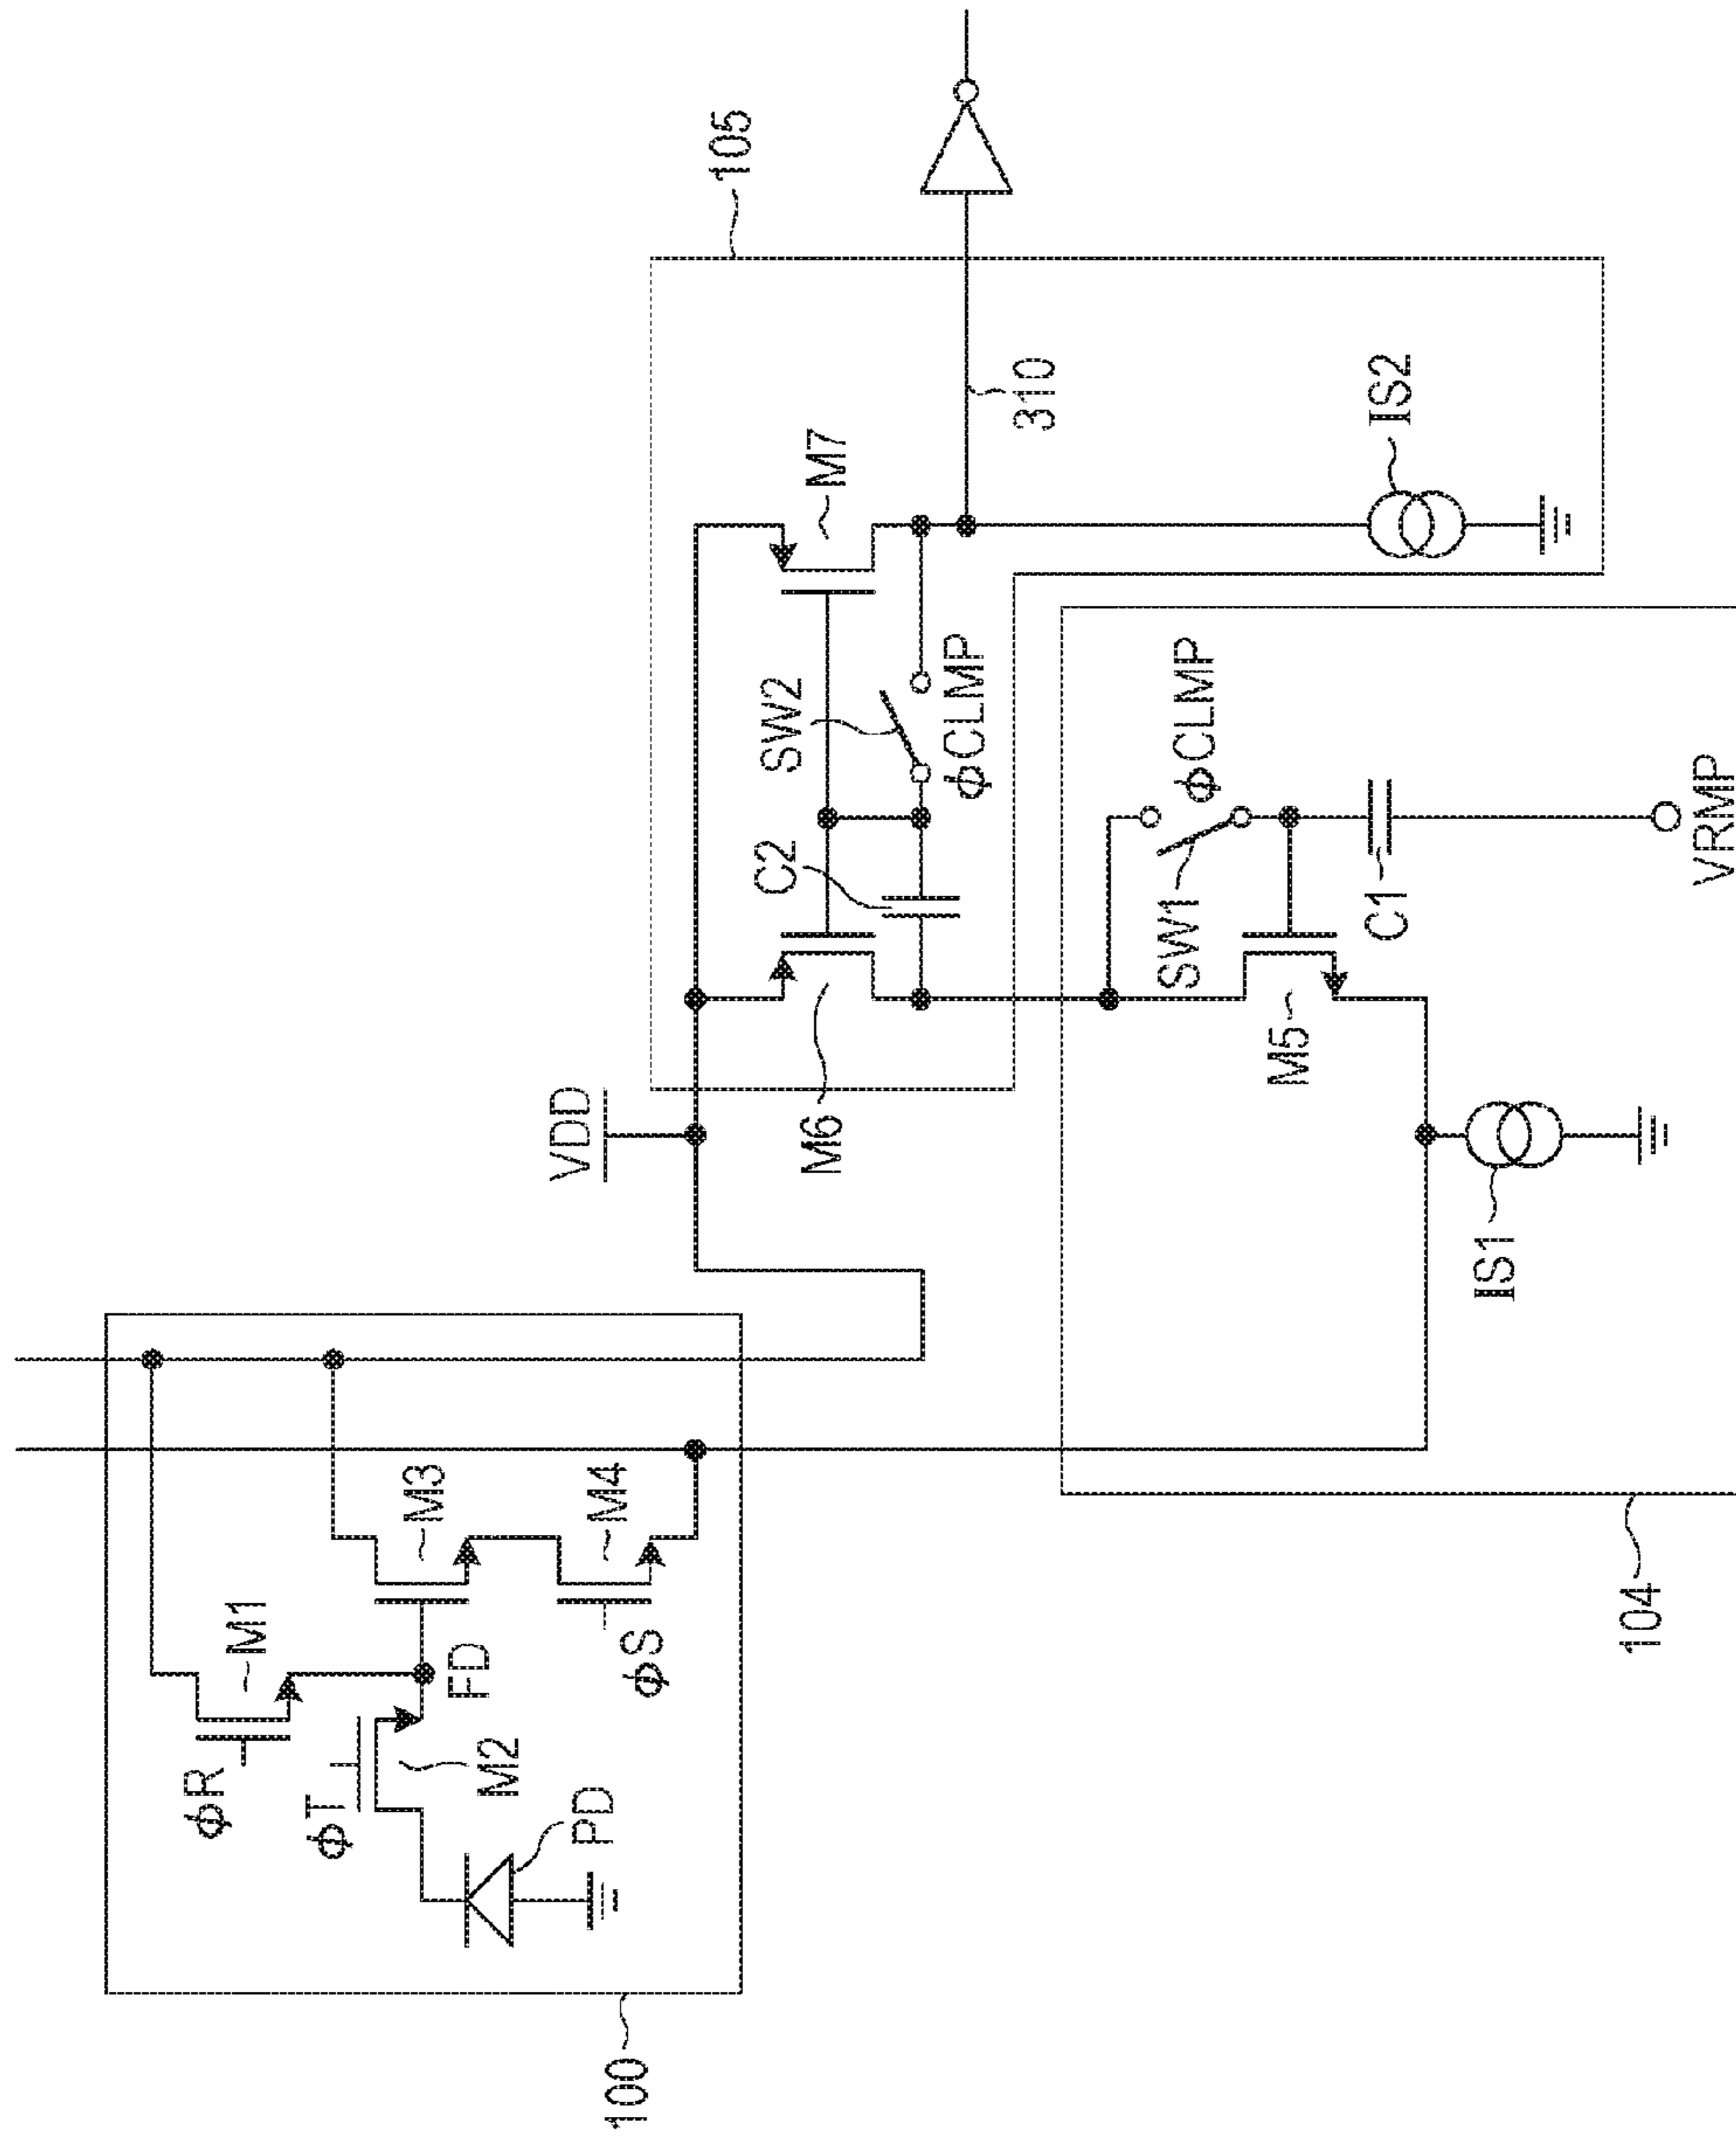 100
φR
M1
φT
M2
FD
PD
M3
φS
M4
VDD
105
M6
C2
SW2
φCLMP
M7
310
IS2
104
M5
SW1
φCLMP
C1
IS1
VRMP